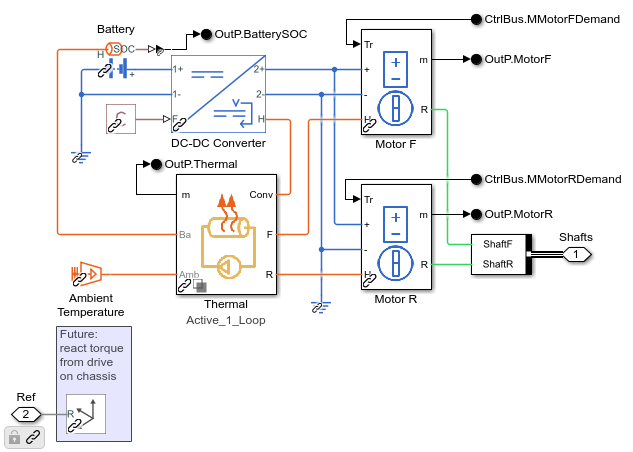 Battery
CtrlBus.MMotorFDemand
OutP.BatterySOC
H
SOC
Tr
+
1+
2+
+
m
OutP.MotorF
1-
2-
-
R
F
H
H
DC-DC Converter
Motor F
OutP.Thermal
CtrlBus.MMotorRDemand
m
Conv
Tr
m
OutP.MotorR
+
Ba
F
Shafts
ShaftF
-
1
Amb
R
H
R
ShaftR
Ambient
Temperature
Thermal
Active_1_Loop
Motor R
Future:
react torque
from drive
on chassis
Ref
2
R